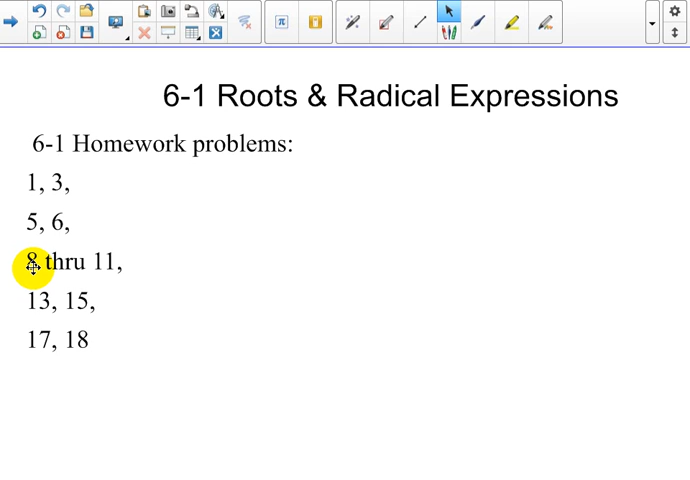 6-1 Roots & Radical Expressions
6-1 Homework problems:
1, 3,
5, 6,
8 thru 11,
13, 15,
17, 18